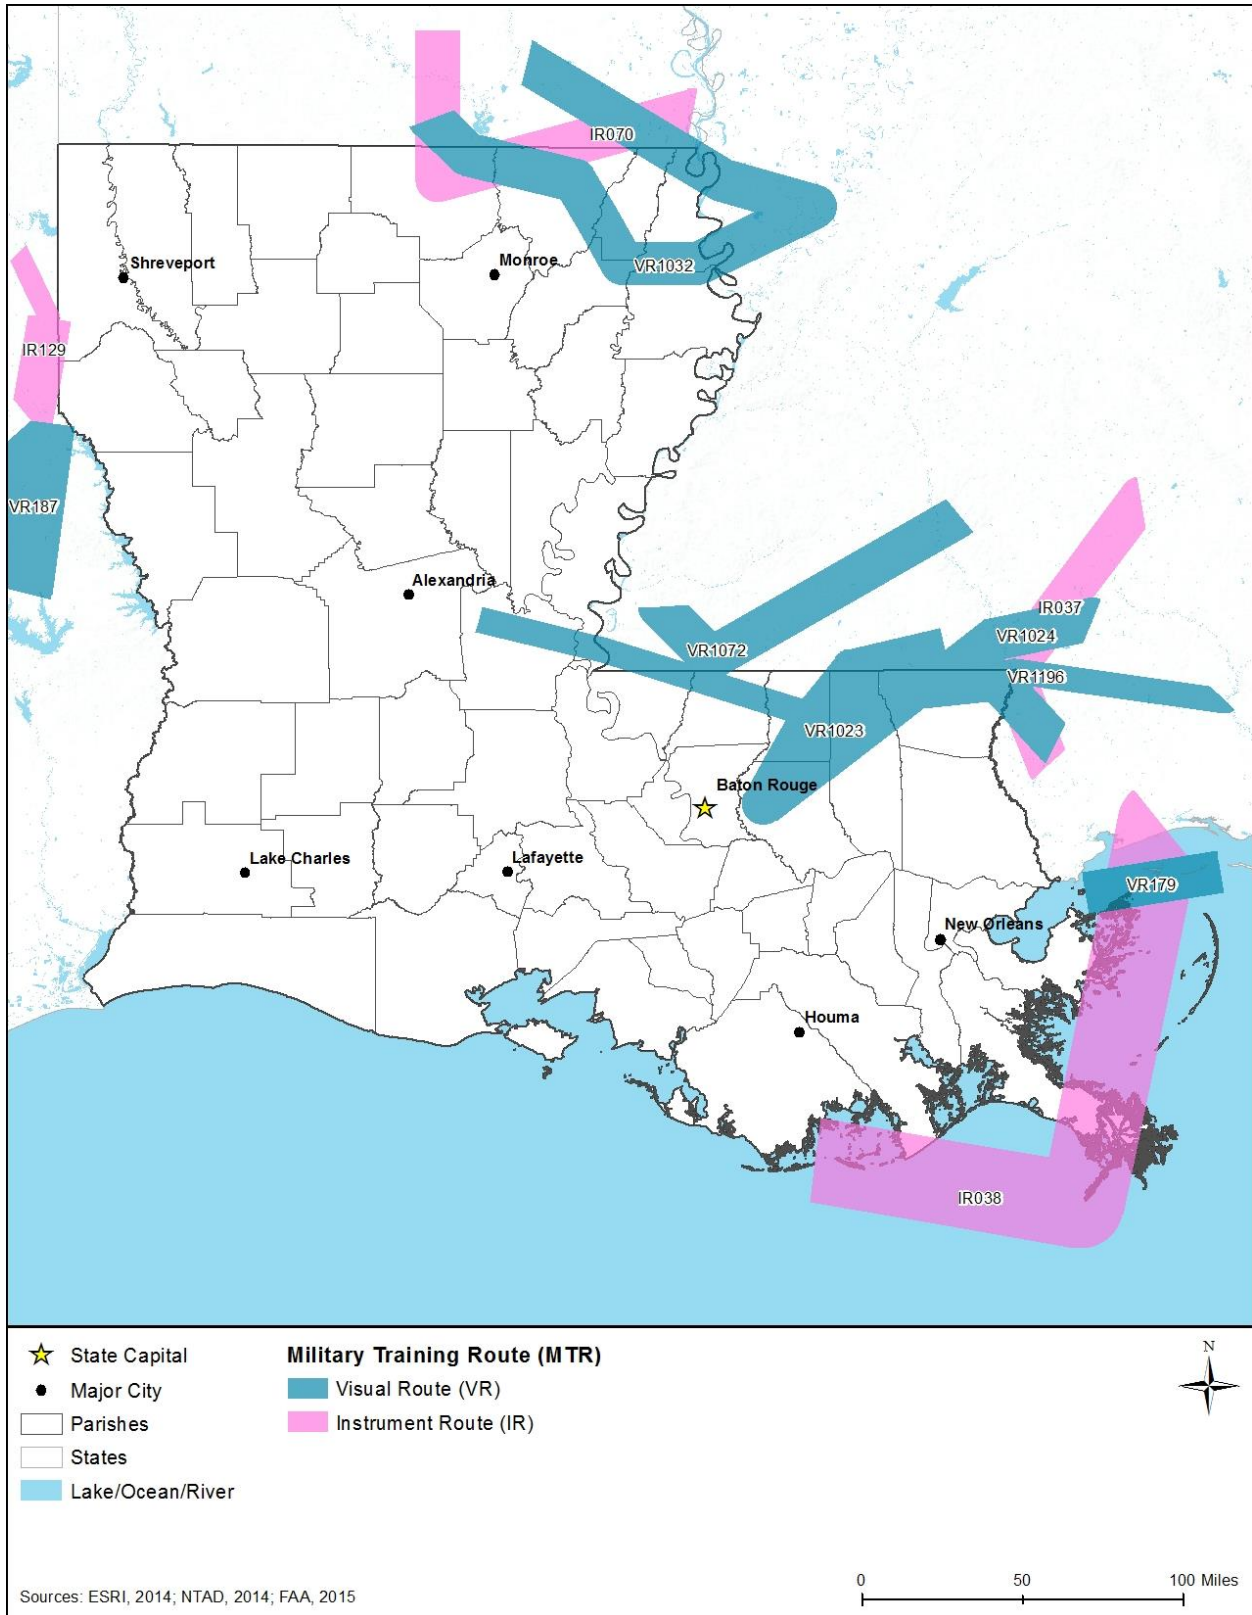 IR070
VR1032
Shreveport
Monroe
IR129
VR187
Alexandria
IR037
VR1024
VR1072
VR1196
VR1023
Baton Rouge
Lake Charles
Lafayette
VR179
New Orleans
Houma
IR038
State Capital
Major City
Parishes
States
Lake/Ocean/River
Military Training Route (MTR)
Visual Route (VR)
Instrument Route (IR)
N
Sources: ESRI, 2014; NTAD, 2014; FAA, 2015
0 50 100 Miles